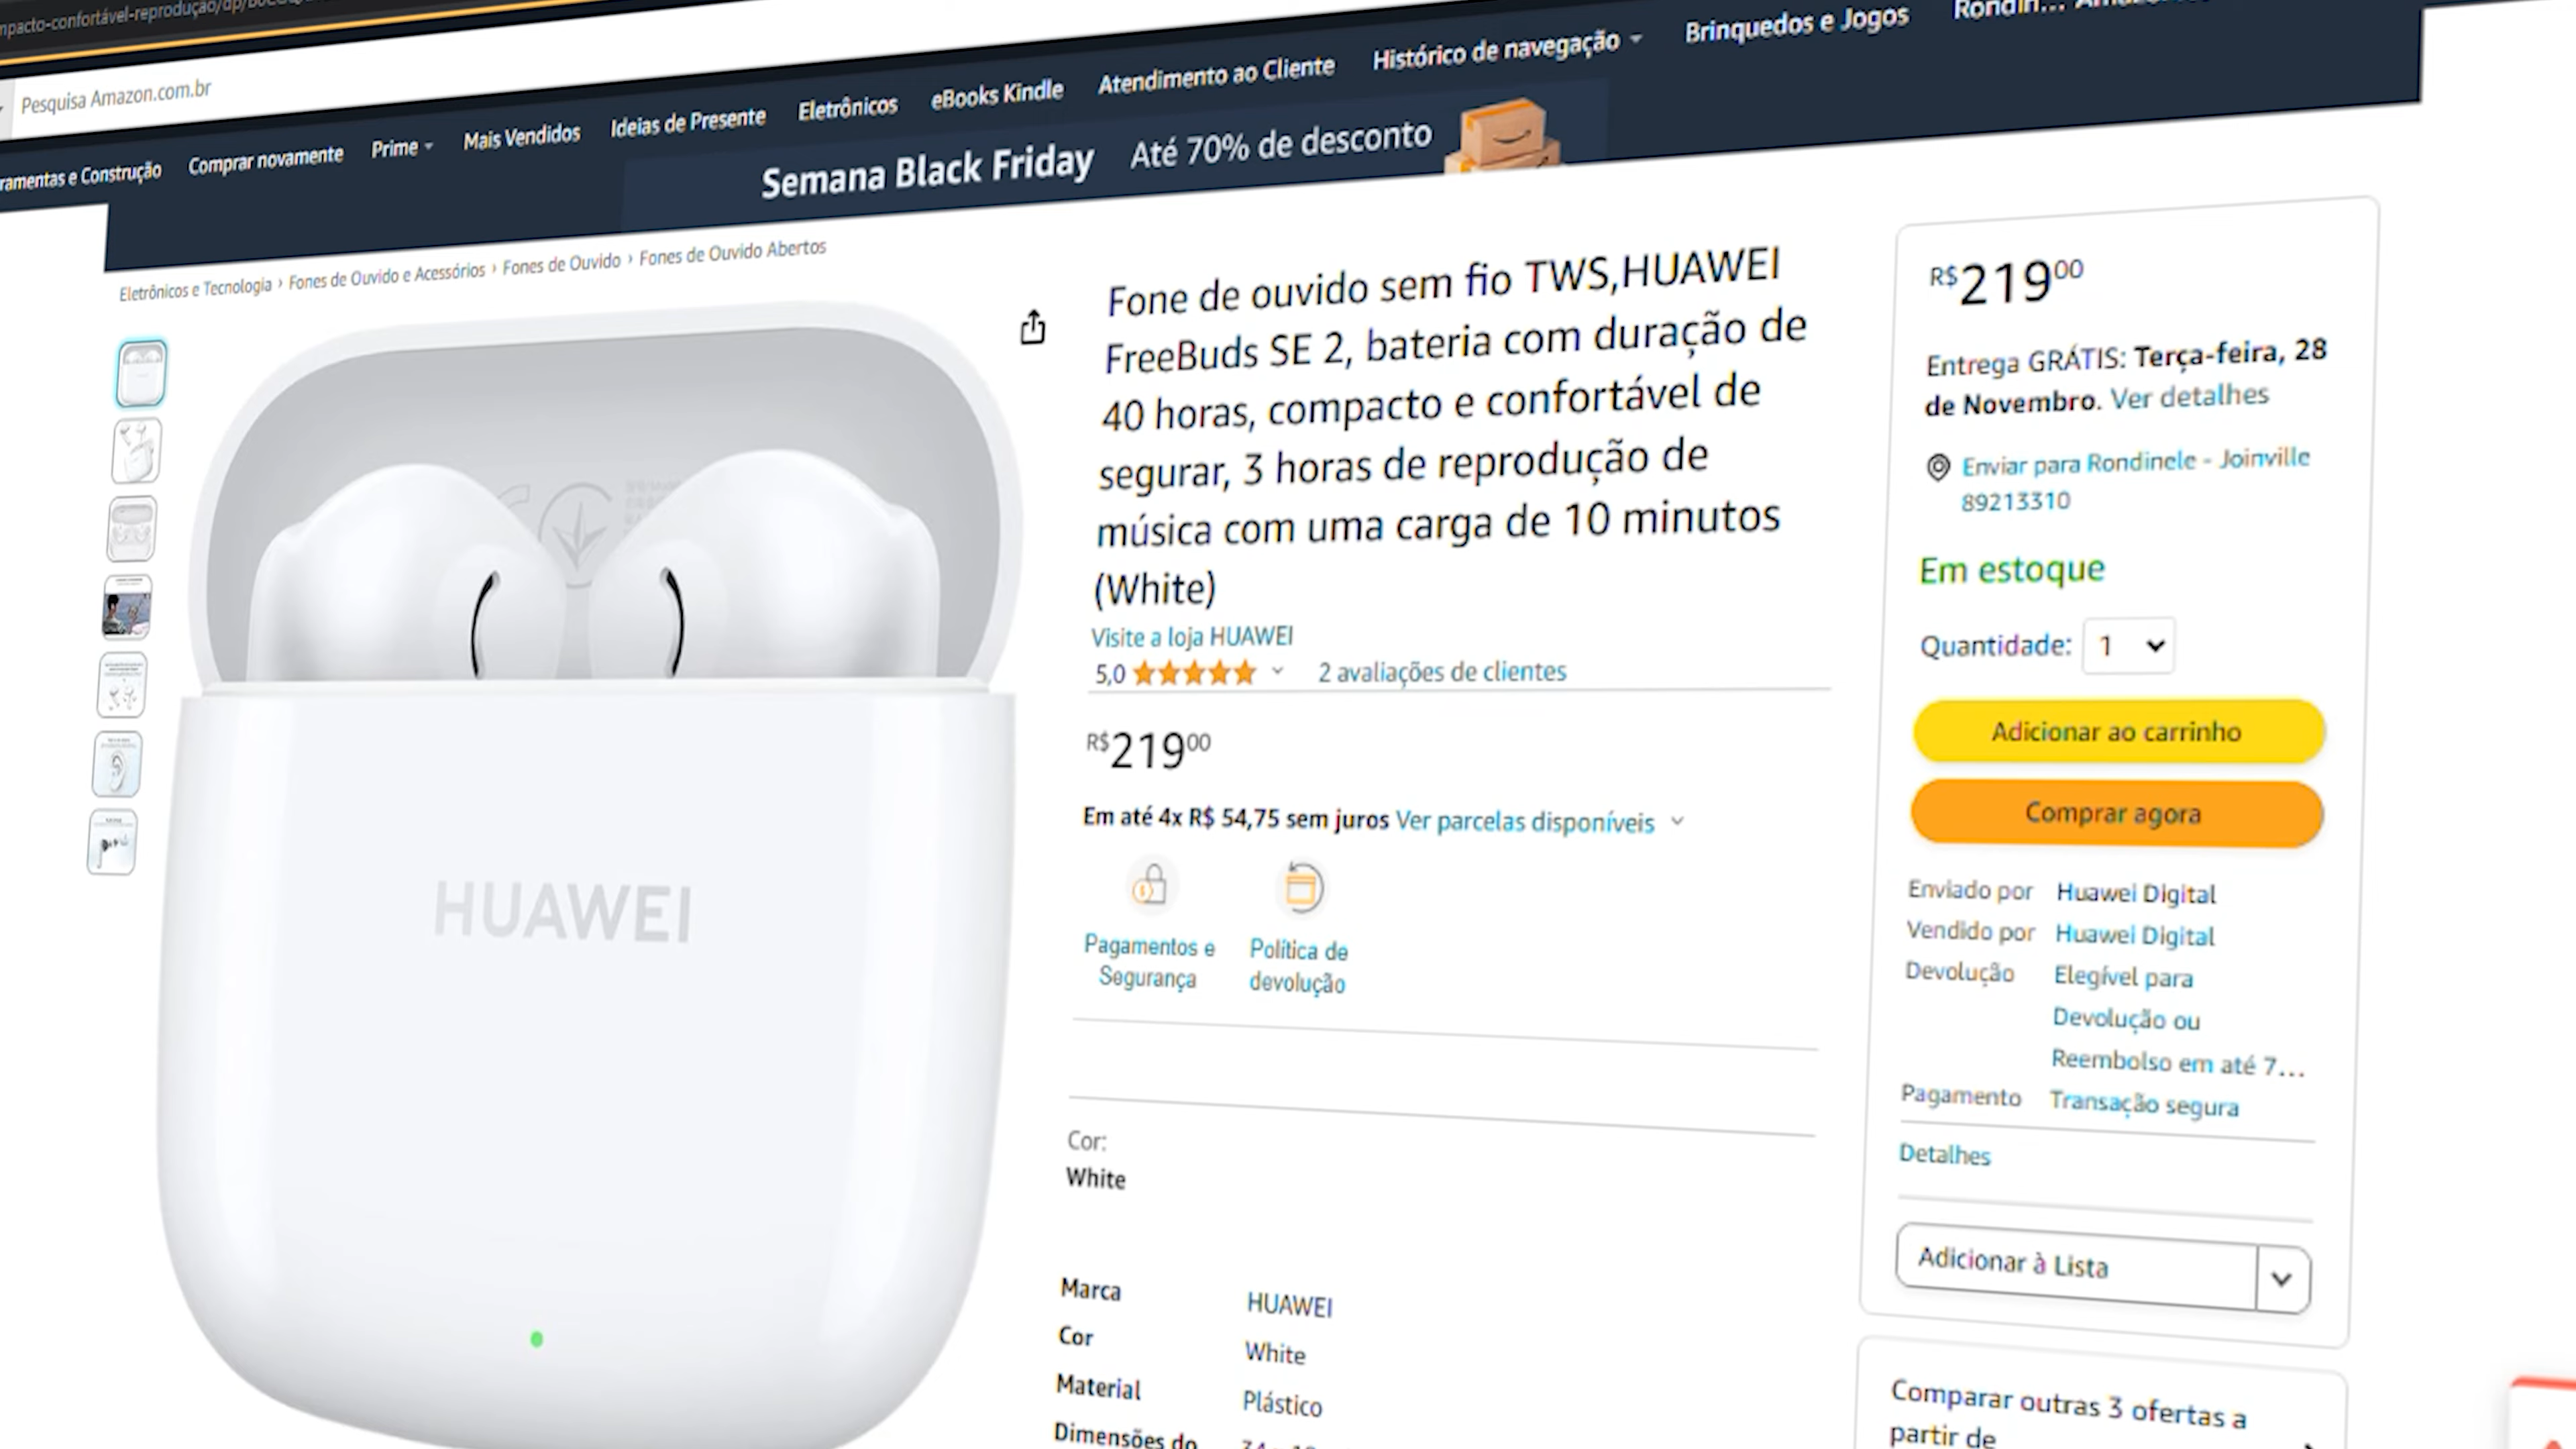 Pesquisa Amazon.com.br
Comprar novamente
Prime
Mais Vendidos
Ideias de Presente
Eletrônicos
eBooks Kindle
Atendimento ao Cliente
Histórico de navegação
Brinquedos e Jogos
e Construção
Semana Black Friday Até 70% de desconto
Eletrônicos e Tecnologia › Fones de Ouvido e Acessórios › Fones de Ouvido › Fones de Ouvido Abertos
HUAWEI
Fone de ouvido sem fio TWS,HUAWEI
FreeBuds SE 2, bateria com duração de
40 horas, compacto e confortável de
segurar, 3 horas de reprodução de
música com uma carga de 10 minutos
(White)
Visite a loja HUAWEI
5,0 2 avaliações de clientes
R$21900
Em até 4x R$ 54,75 sem juros Ver parcelas disponíveis
Pagamentos e
Segurança
Política de
devolução
Cor:
White
Marca HUAWEI
Cor White
Material Plástico
Dimensões do
R$21900
Entrega GRÁTIS: Terça-feira, 28
de Novembro. Ver detalhes
Enviar para Rondinele - Joinville
89213310
Em estoque
Quantidade: 1
Adicionar ao carrinho
Comprar agora
Enviado por Huawei Digital
Vendido por Huawei Digital
Devolução Elegível para
Devolução ou
Reembolso em até 7...
Pagamento Transação segura
Detalhes
Adicionar à Lista
Comparar outras 3 ofertas a
partir de